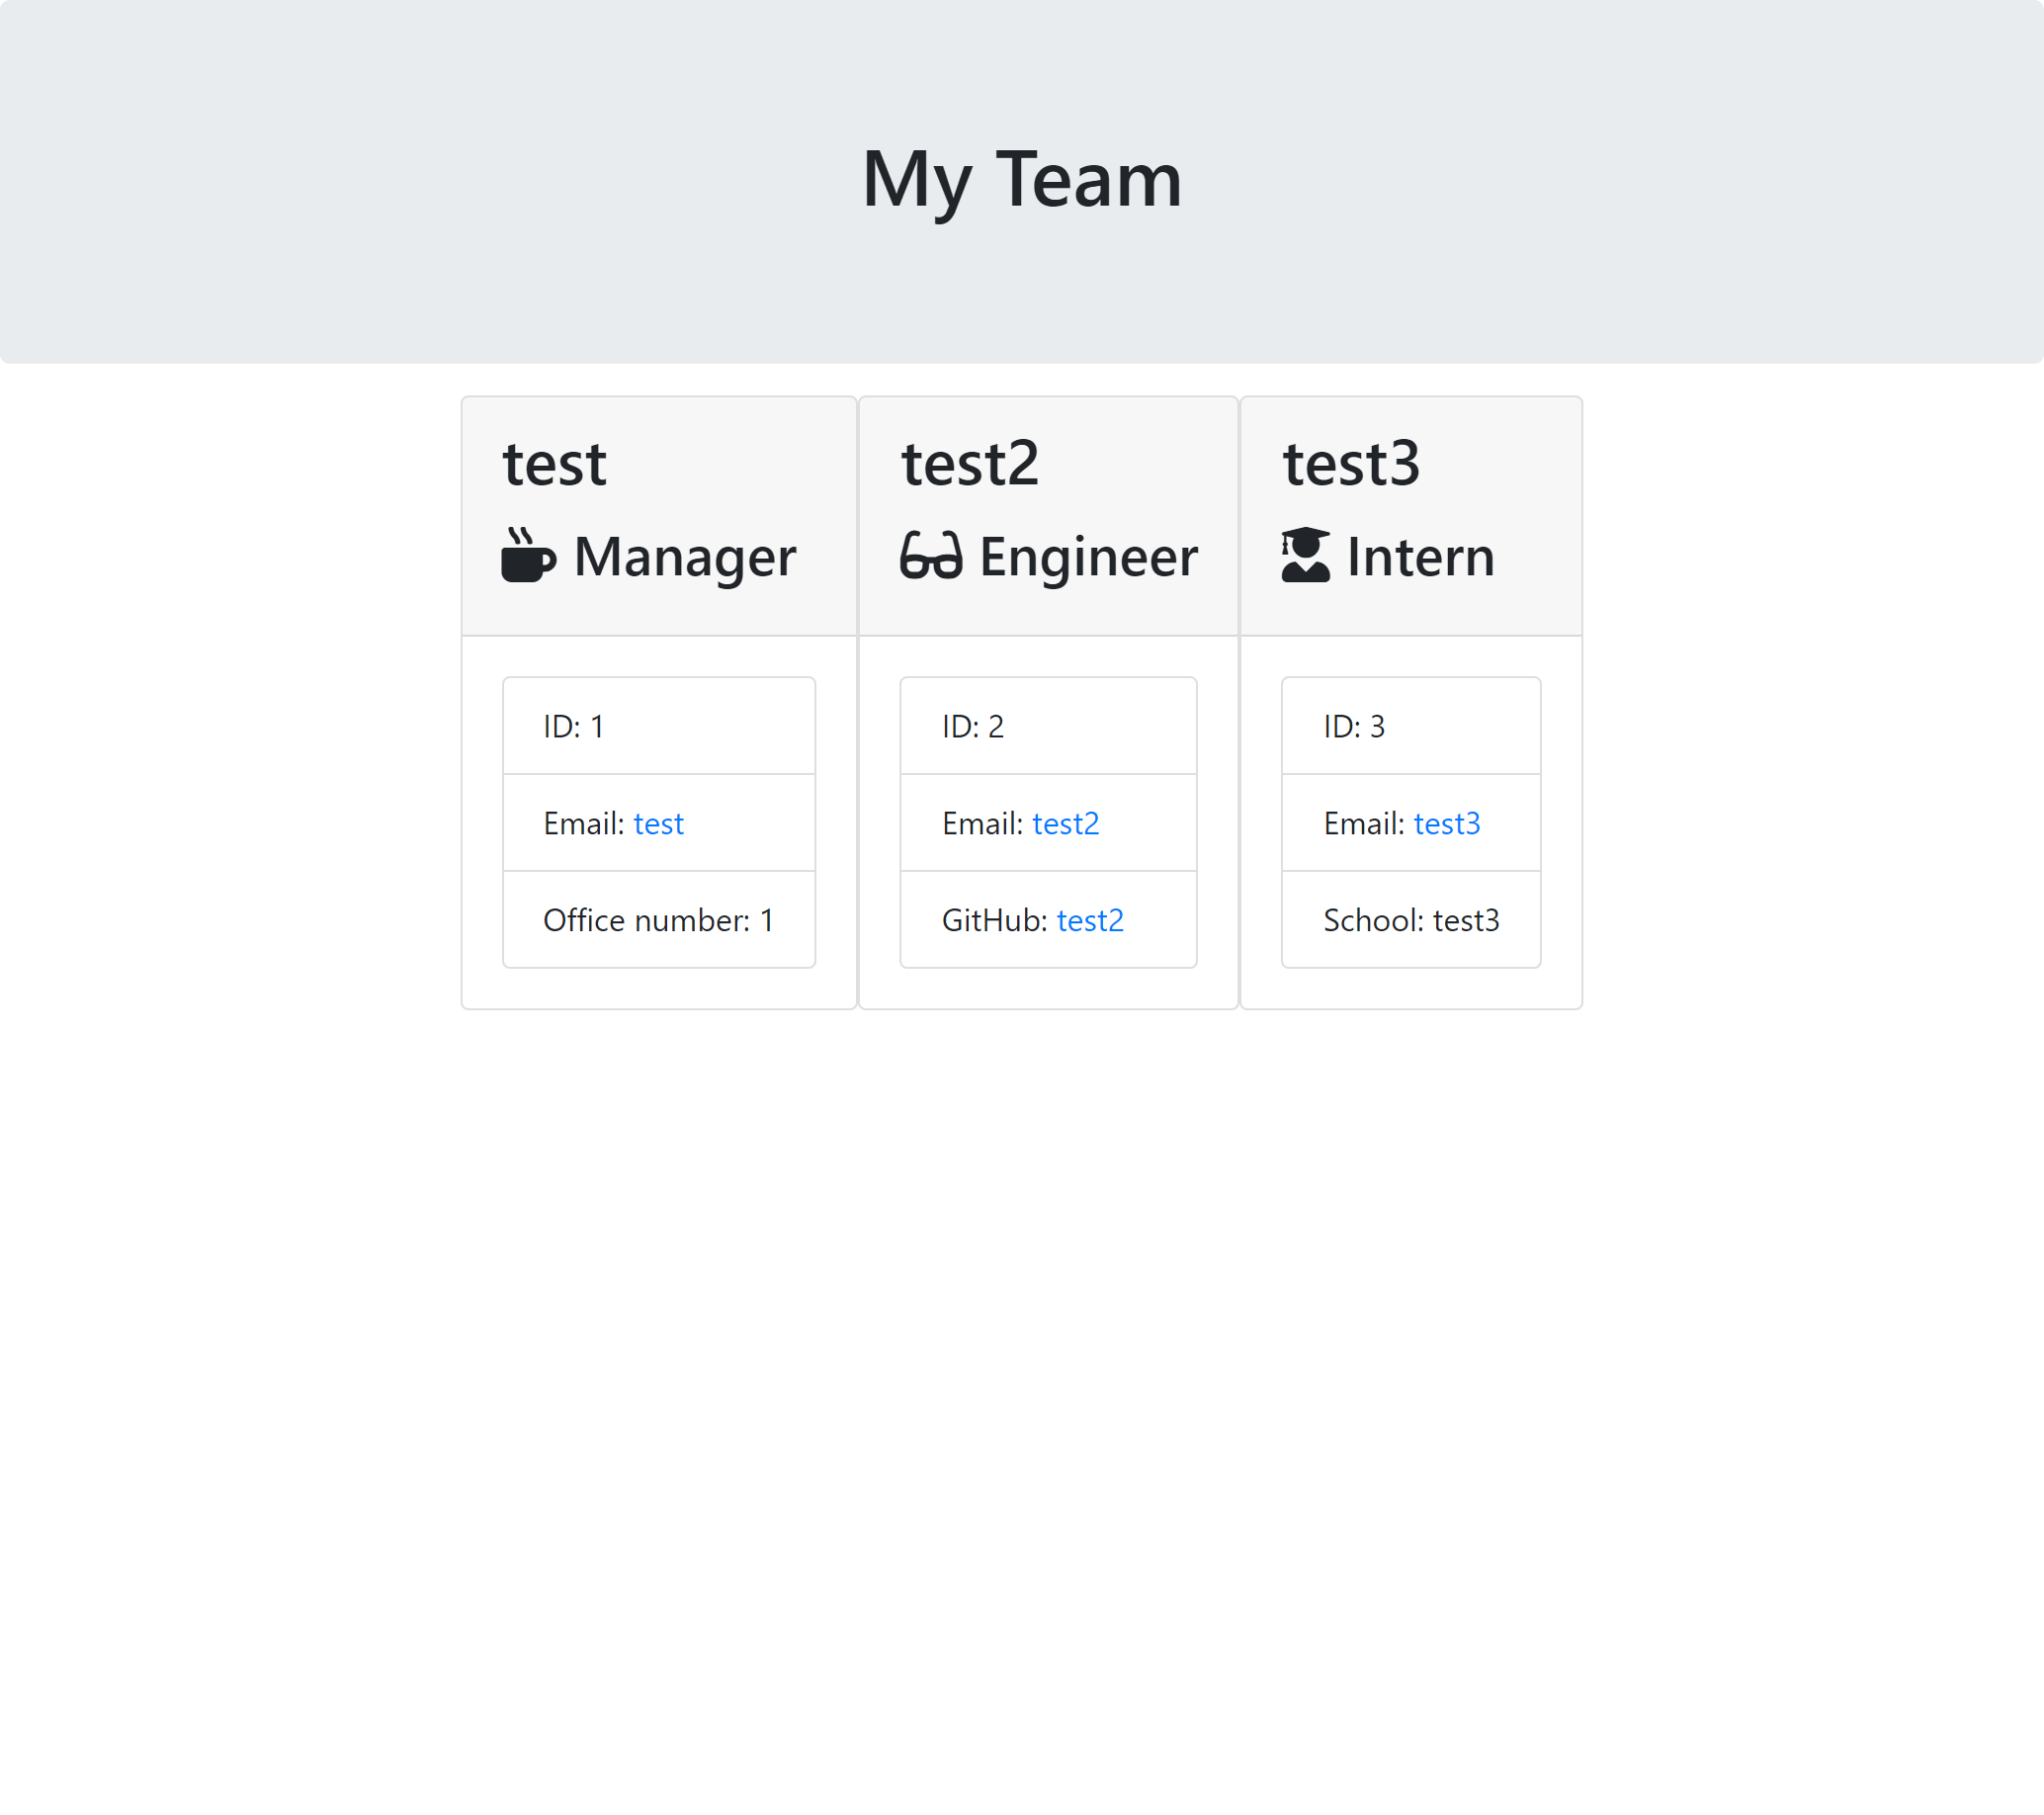 My Team
test
Manager
ID: 1
Email: test
Office number: 1
test2
Engineer
ID: 2
Email: test2
GitHub: test2
test3
Intern
ID: 3
Email: test3
School: test3